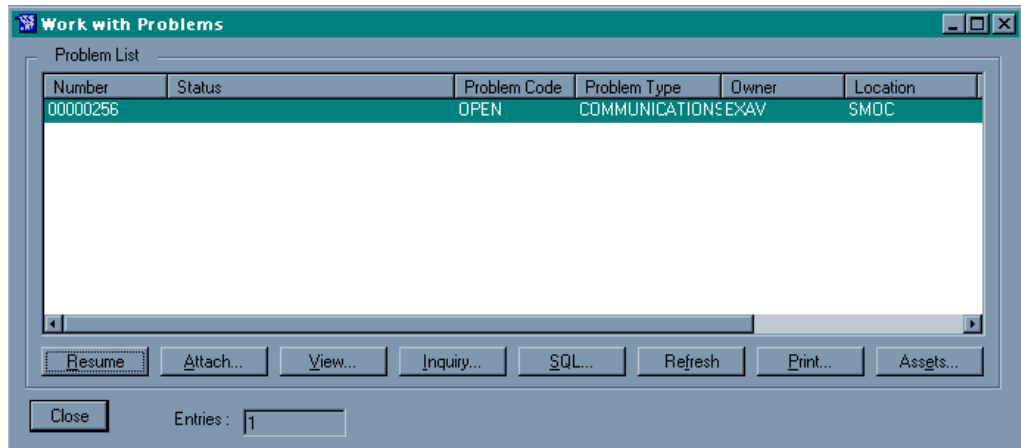 Work with Problems
Problem List
Number Status Problem Code Problem Type Owner Location
00000256 OPEN COMMUNICATIONS EXAV SMOC
Resume Attach... View... Inquiry... SQL... Refresh Print... Assets...
Close Entries : 1